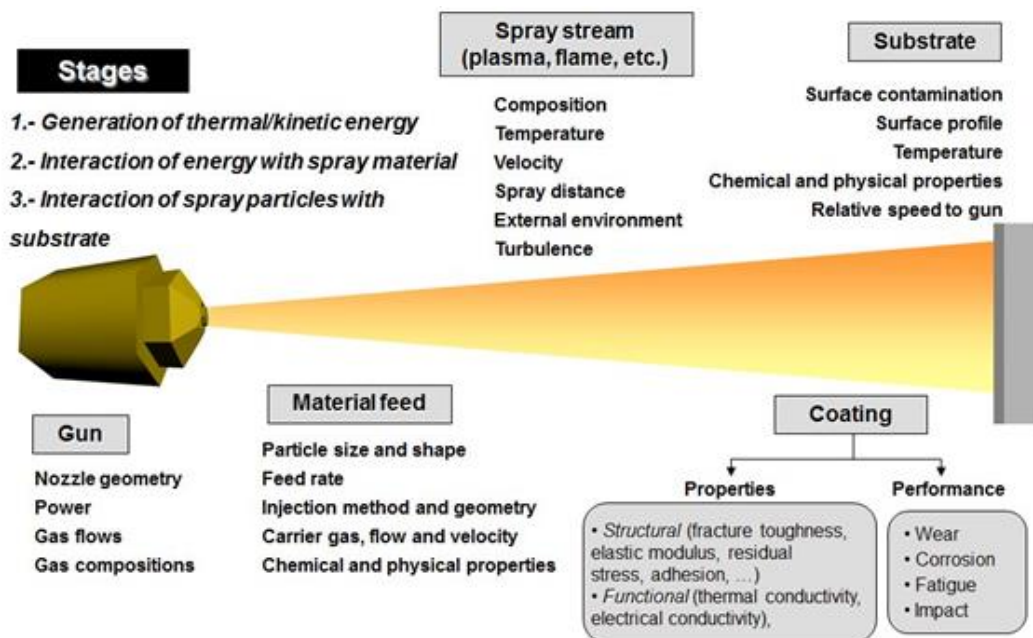 Stages
1.- Generation of thermal/kinetic energy
2.- Interaction of energy with spray material
3.- Interaction of spray particles with
substrate
Spray stream
(plasma, flame, etc.)
Composition
Temperature
Velocity
Spray distance
External environment
Turbulence
Substrate
Surface contamination
Surface profile
Temperature
Chemical and physical properties
Relative speed to gun
Gun
Nozzle geometry
Power
Gas flows
Gas compositions
Material feed
Particle size and shape
Feed rate
Injection method and geometry
Carrier gas, flow and velocity
Chemical and physical properties
Coating
Properties
• Structural (fracture toughness,
elastic modulus, residual
stress, adhesion, ...)
• Functional (thermal conductivity,
electrical conductivity),
Performance
• Wear
• Corrosion
• Fatigue
• Impact